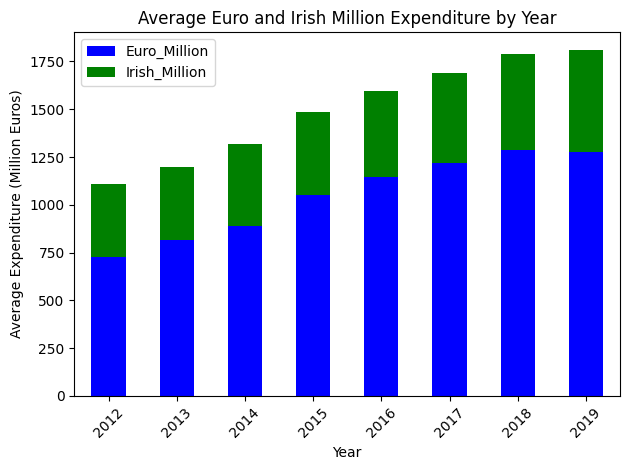 Average Euro and Irish Million Expenditure by Year
Euro_Million
Irish_Million
Average Expenditure (Million Euros)
1750
1500
1250
1000
750
500
250
0
2012 2013 2014 2015 2016 2017 2018 2019
Year